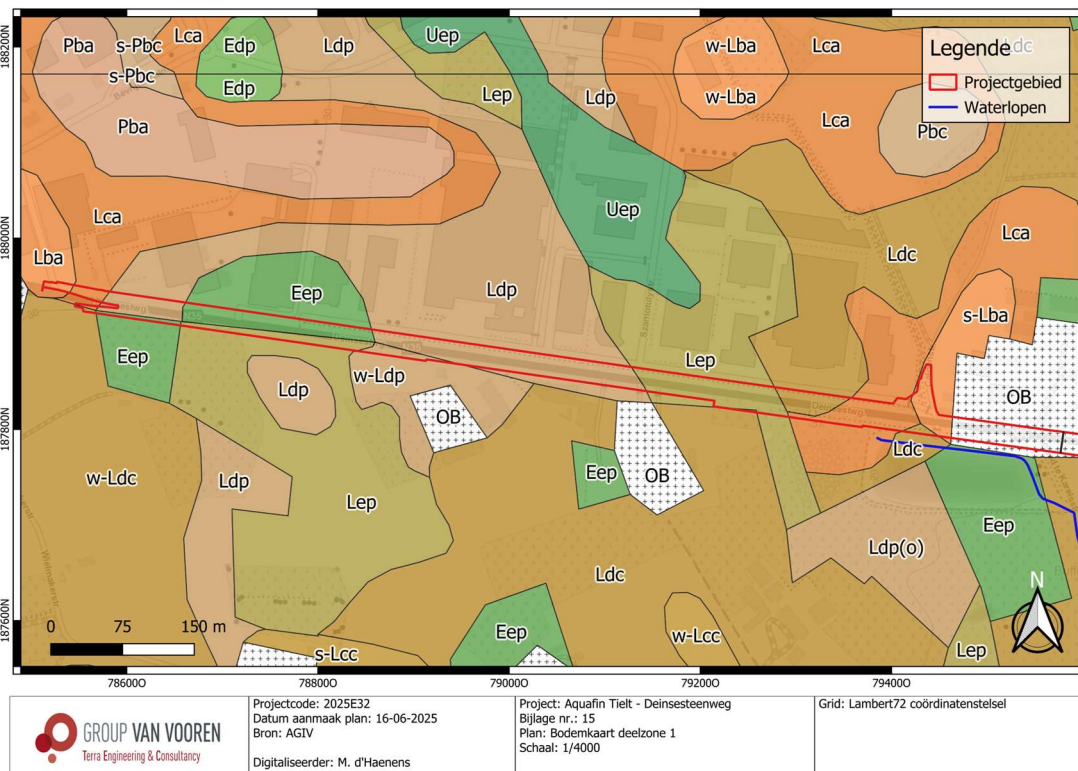 188200N
188000N
187800N
187600N
Pba
s-Pbc
Lca
Edp
Ldp
Uep
w-Lba
Lca
Ldc
s-Pbc
Edp
Lep
Ldp
w-Lba
Pba
Lca
Pbc
Lca
Uep
Lca
Lba
Eep
Ldp
Ldc
s-Lba
Eep
Ldp
w-Ldp
Lep
OB
OB
Ldc
w-Ldc
Ldp
Lep
Eep
OB
Eep
Ldp(o)
Ldc
Eep
s-Lcc
w-Lcc
Lep
N35
Legende
Projectgebied
Waterlopen
N
0 75 150 m
786000 788000 790000 792000 794000
GROUP VAN VOOREN
Terra Engineering & Consultancy
Projectcode: 2025E32
Datum aanmaak plan: 16-06-2025
Bron: AGIV
Digitaliseerder: M. d'Haenens
Project: Aquafin Tielt - Deinsesteenweg
Bijlage nr.: 15
Plan: Bodemkaart deelzone 1
Schaal: 1/4000
Grid: Lambert72 coördinatenstelsel